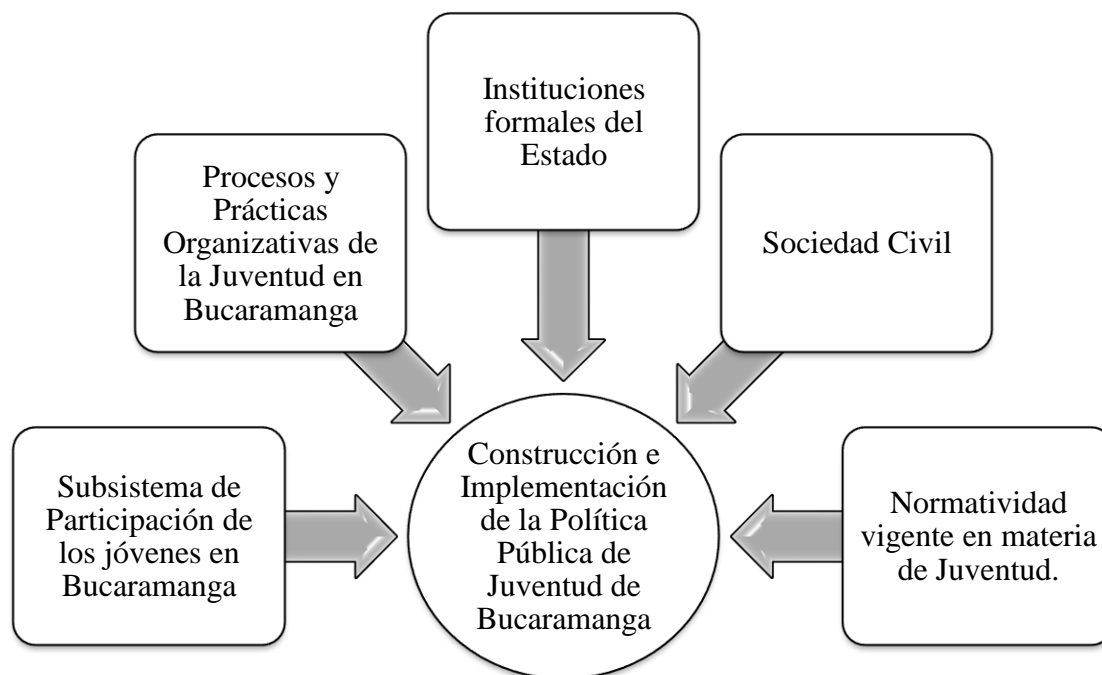 Instituciones
formales del
Estado
Procesos y
Prácticas
Organizativas de
la Juventud en
Bucaramanga
Sociedad Civil
Subsistema de
Participación de
los jóvenes en
Bucaramanga
Construcción e
Implementación
de la Política
Pública de
Juventud de
Bucaramanga
Normatividad
vigente en materia
de Juventud.